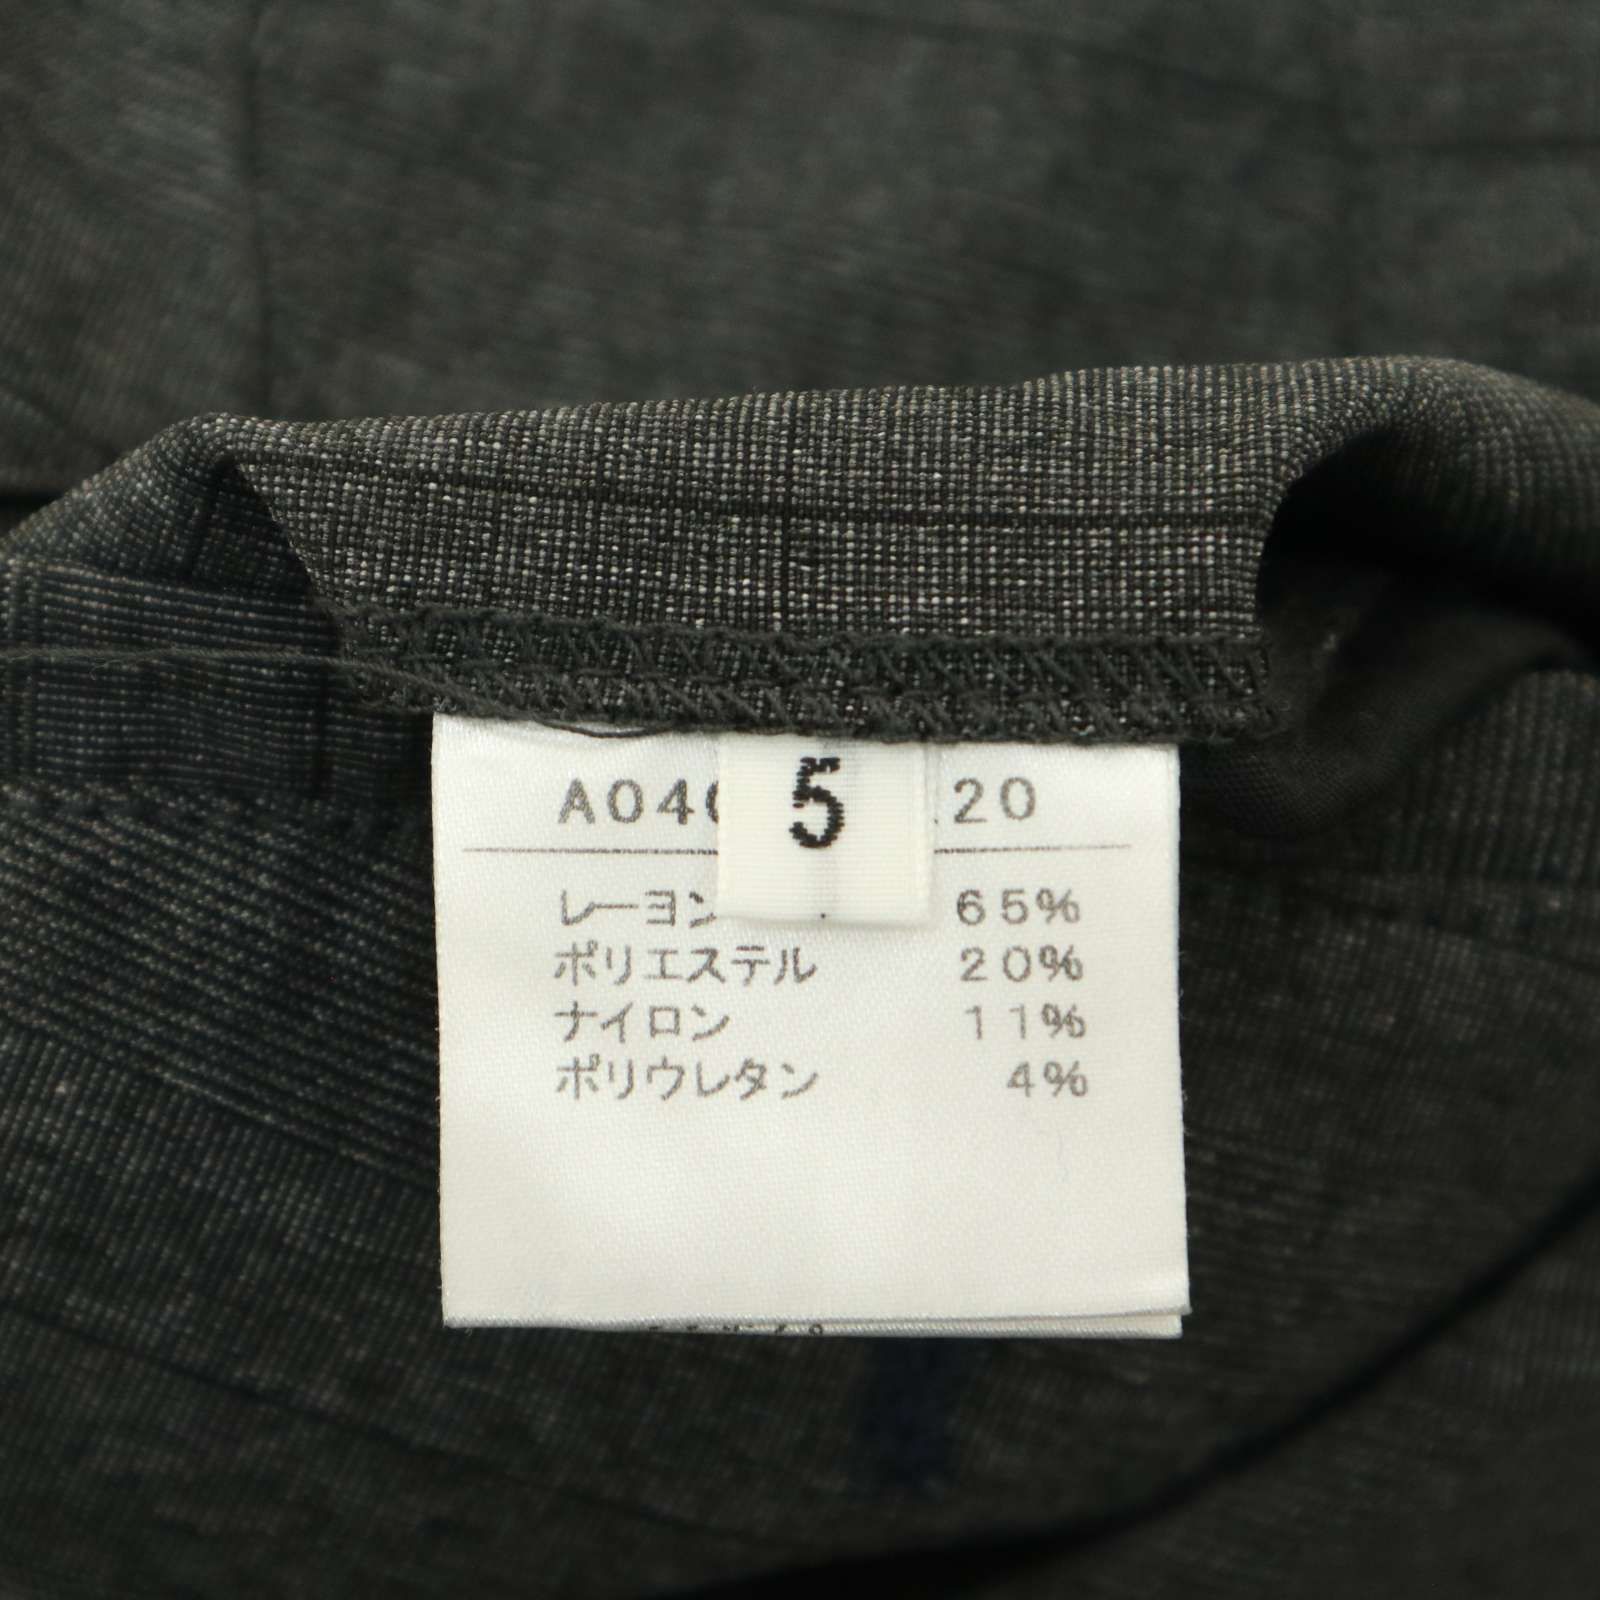 5
20
レーヨン 65%
ポリエステル 20%
ナイロン 11%
ポリウレタン 4%